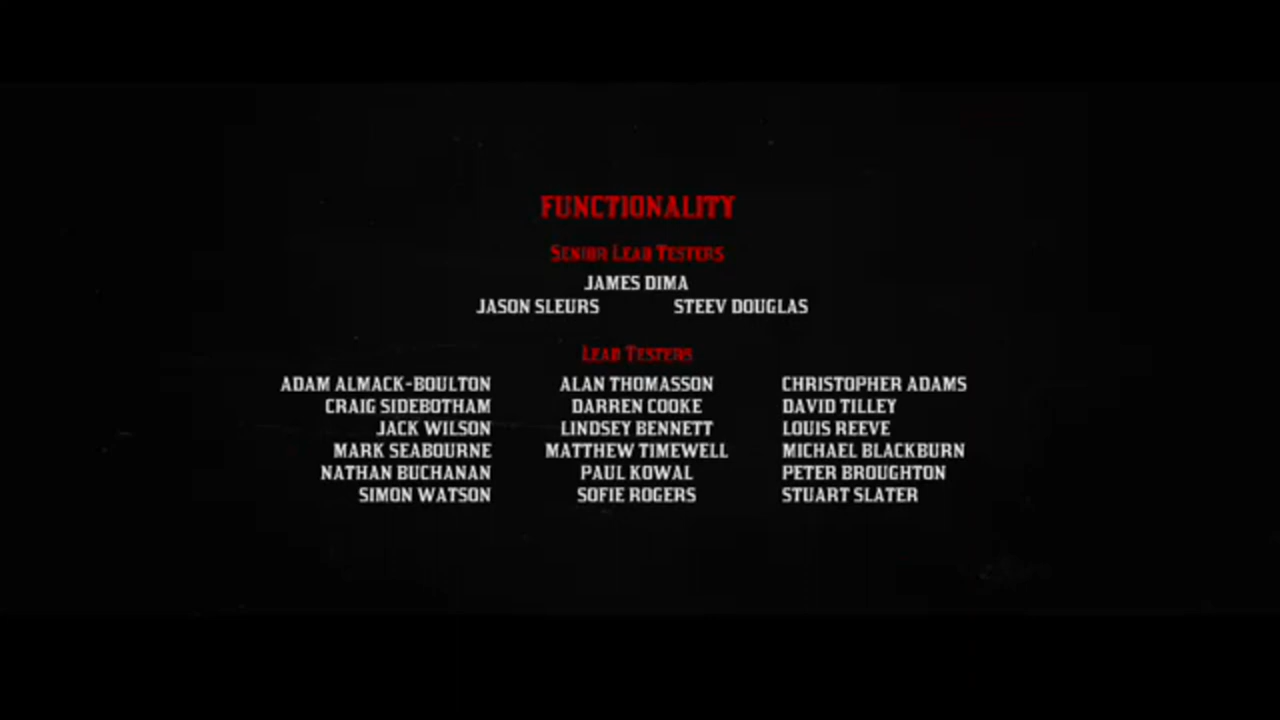 FUNCTIONALITY
SENIOR LEAD TESTERS
JAMES DIMA
JASON SLEURS STEEV DOUGLAS
LEAD TESTERS
ADAM ALMACK-BOULTON ALAN THOMASSON CHRISTOPHER ADAMS
CRAIG SIDEBOTHAM DARREN COOKE DAVID TILLEY
JACK WILSON LINDSEY BENNETT LOUIS REEVE
MARK SEABOURNE MATTHEW TIMEWELL MICHAEL BLACKBURN
NATHAN BUCHANAN PAUL KOWAL PETER BROUGHTON
SIMON WATSON SOFIE ROGERS STUART SLATER